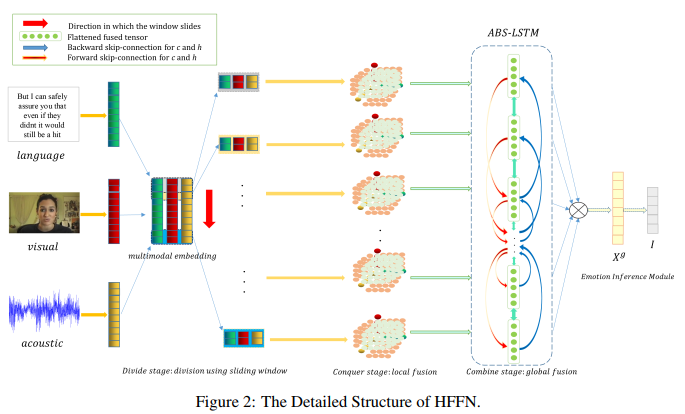 Direction in which the window slides
Flattened fused tensor
Backward skip-connection for c and h
Forward skip-connection for c and h
ABS-LSTM
But I can safely
assure you that
even if they
didnt it would
still be a hit
language
visual
multimodal embedding
acoustic
X^g
I
Emotion Inference Module
Divide stage: division using sliding window
Conquer stage: local fusion
Combine stage: global fusion
Figure 2: The Detailed Structure of HFFN.